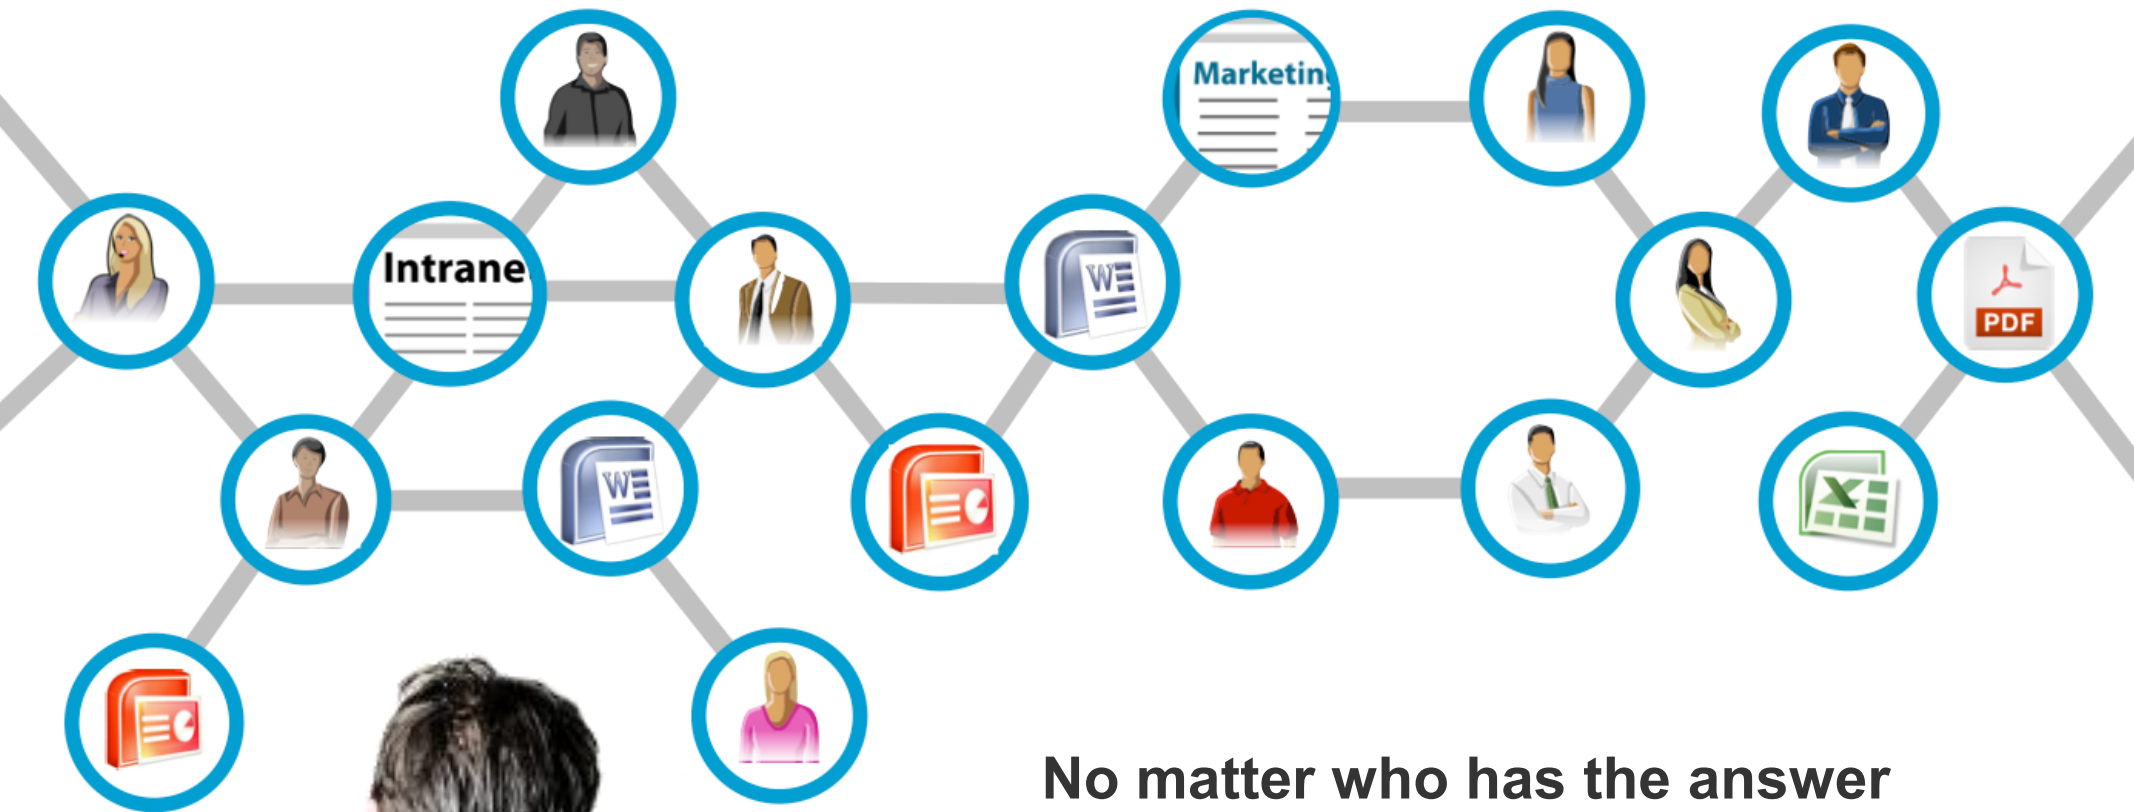 Marketin
Intrane
W
PDF
W
X
No matter who has the answer